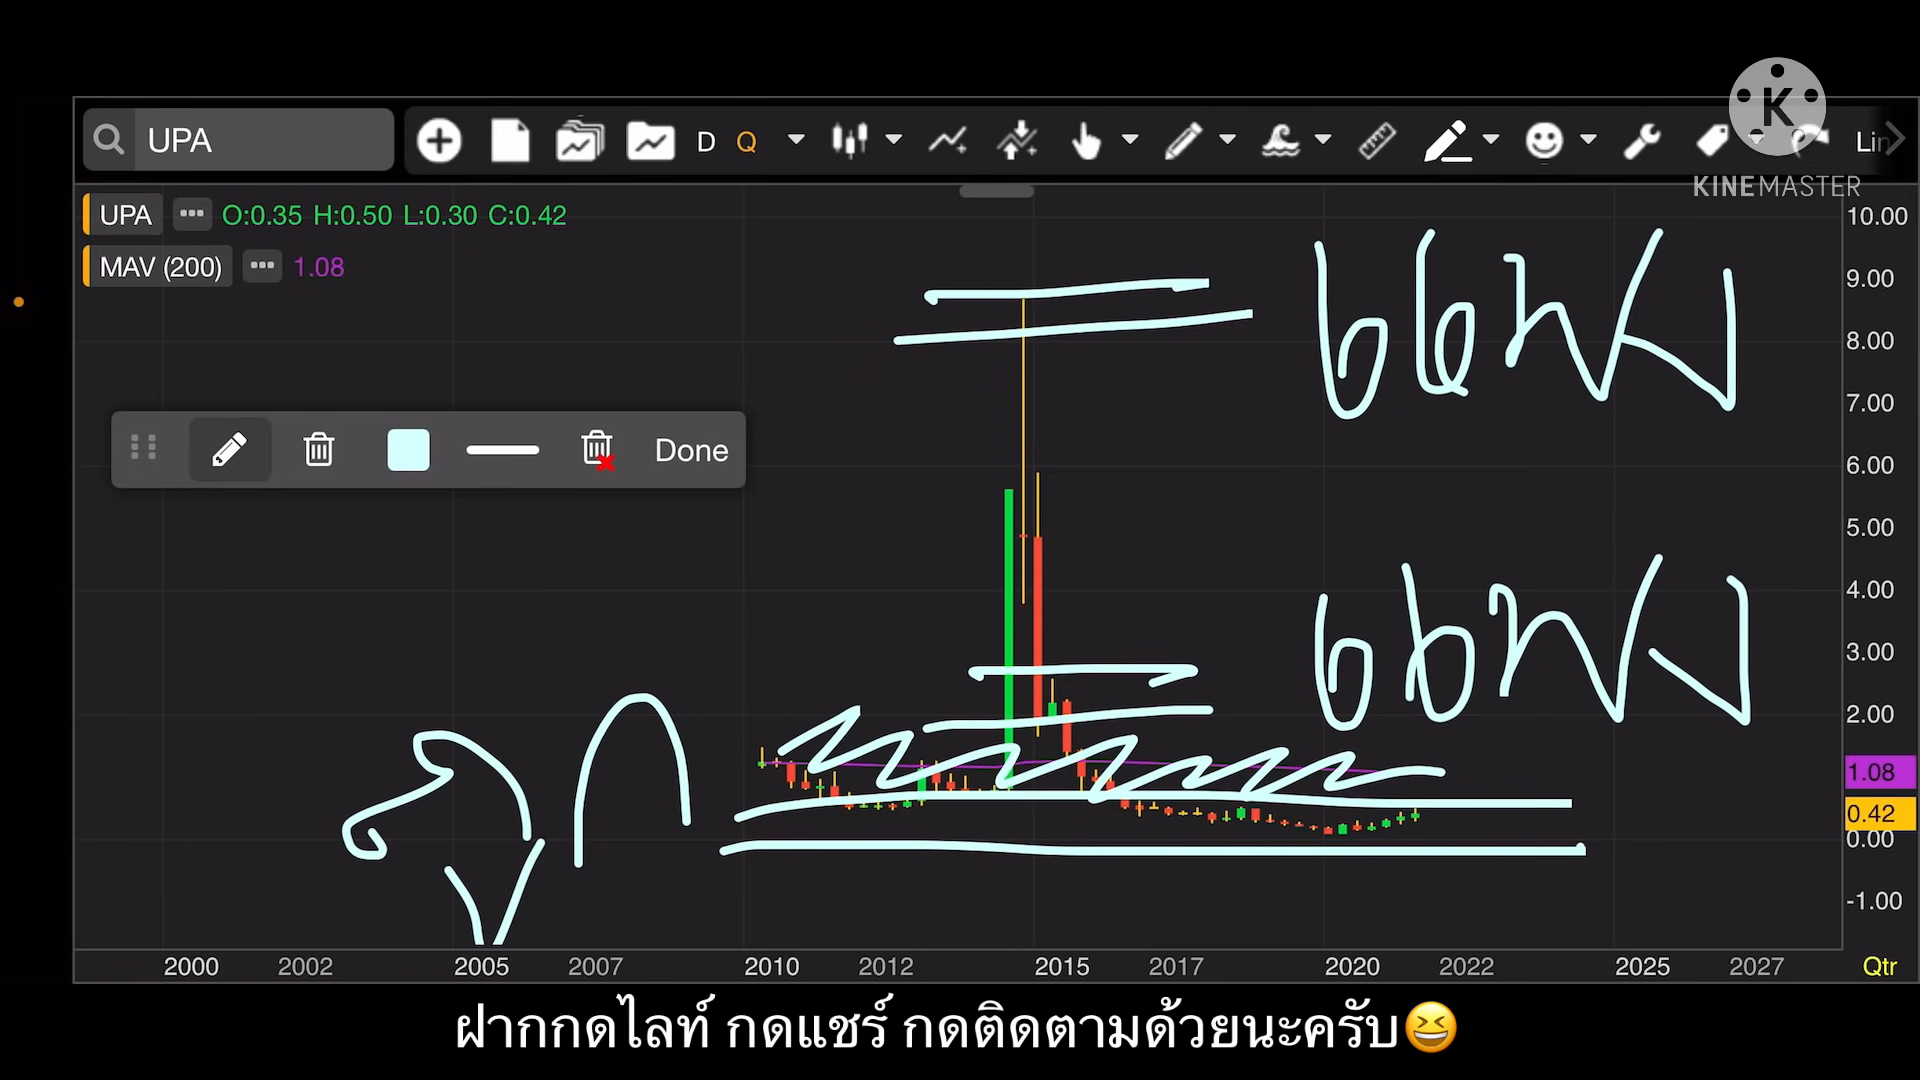 UPA
D Q
Lin
KINEMASTER
UPA ••• O:0.35 H:0.50 L:0.30 C:0.42
MAV (200) ••• 1.08
Done
แพง
แพง
ถูก
10.00
9.00
8.00
7.00
6.00
5.00
4.00
3.00
2.00
1.08
0.42
0.00
-1.00
2000 2002 2005 2007 2010 2012 2015 2017 2020 2022 2025 2027 Qtr
ฝากกดไลท์ กดแชร์ กดติดตามด้วยนะครับ😆